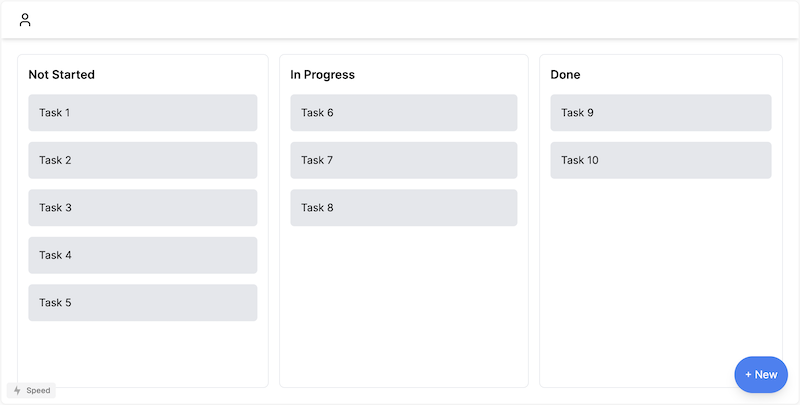 Not Started
Task 1
Task 2
Task 3
Task 4
Task 5
In Progress
Task 6
Task 7
Task 8
Done
Task 9
Task 10
+ New
Speed